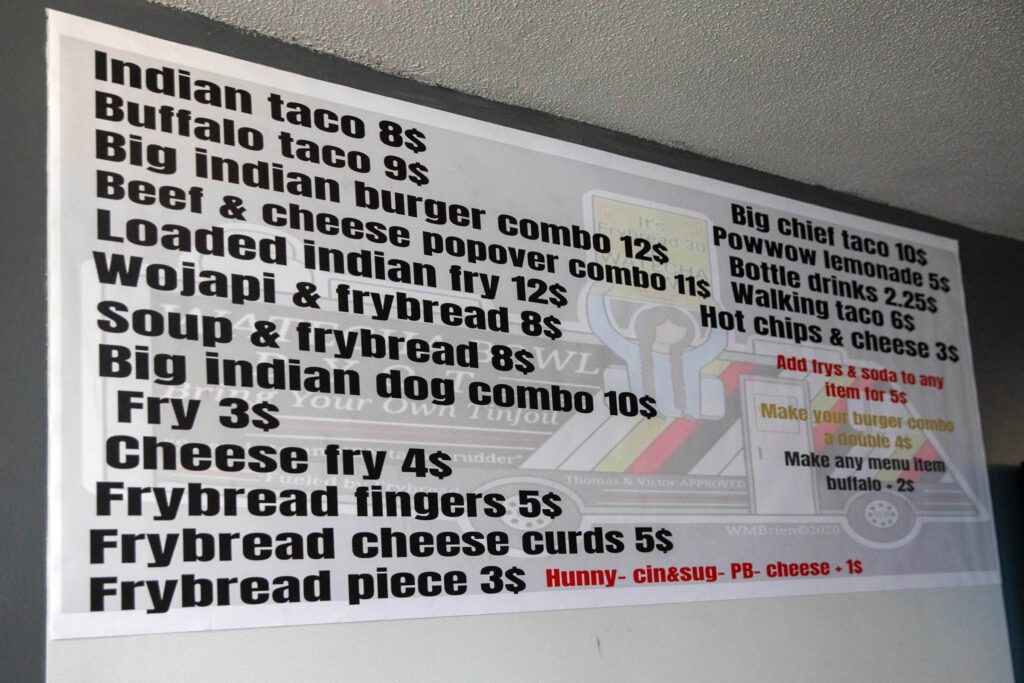 Indian taco 8$
Buffalo taco 9$
Big indian burger combo 12$
Beef & cheese popover combo 11$
Loaded indian fry 12$
Wojapi & frybread 8$
Soup & frybread 8$
Big indian dog combo 10$
Fry 3$
Cheese fry 4$
Frybread fingers 5$
Frybread cheese curds 5$
Frybread piece 3$
Hunny- cin&sug- PB- cheese + 1$
Big chief taco 10$
Powwow lemonade 5$
Bottle drinks 2.25$
Walking taco 6$
Hot chips & cheese 3$
Add frys & soda to any
item for 5$
Make your burger combo
a double 4$
Make any menu item
buffalo + 2$
It's
Frybread 30
Bring Your Own Tinfoil
Thomas & Victor APPROVED
WMBrien©2020